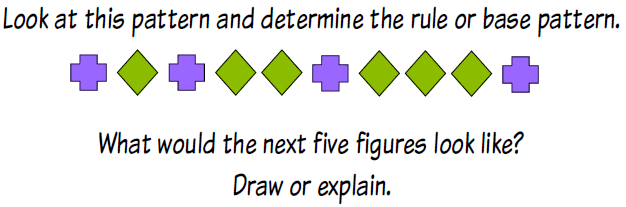 Look at this pattern and determine the rule or base pattern.
What would the next five figures look like?
Draw or explain.